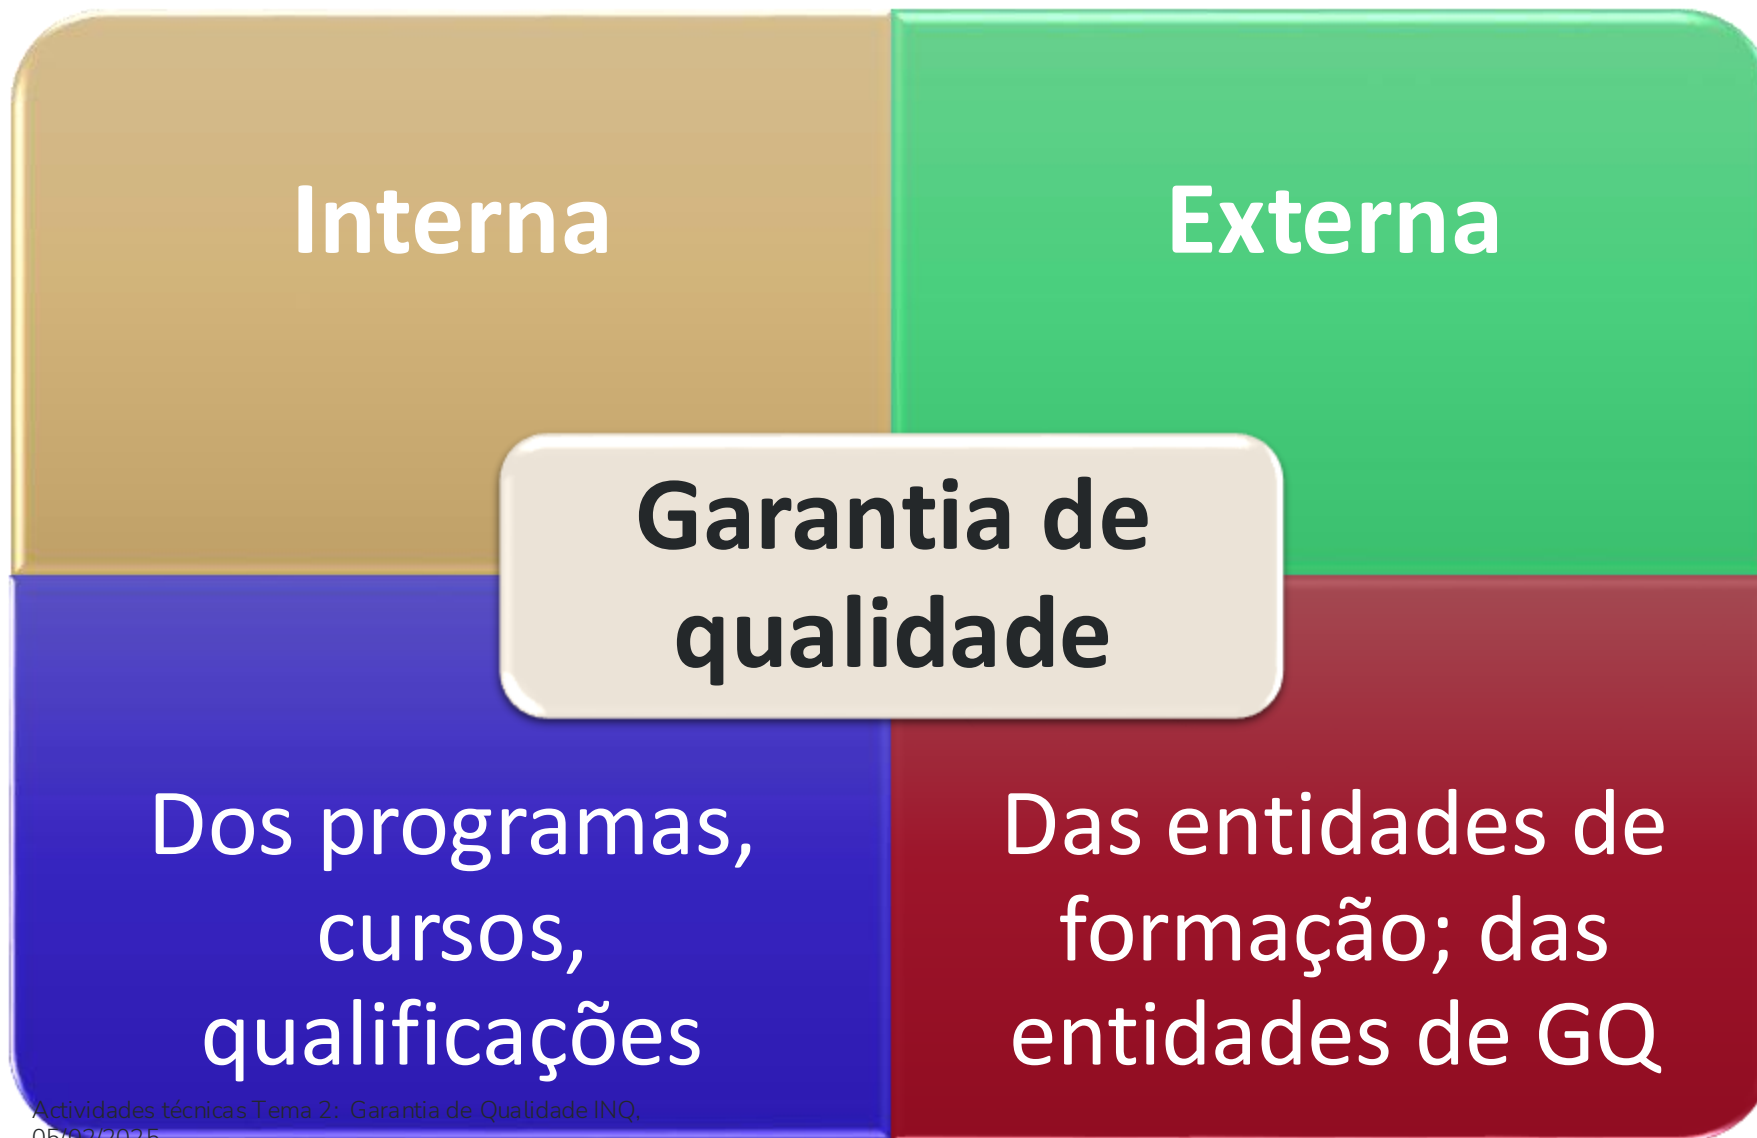 Interna
Externa
Garantia de
qualidade
Dos programas,
cursos,
qualificações
Das entidades de
formação; das
entidades de GQ
Actividades técnicas Tema 2: Garantia de Qualidade INQ,